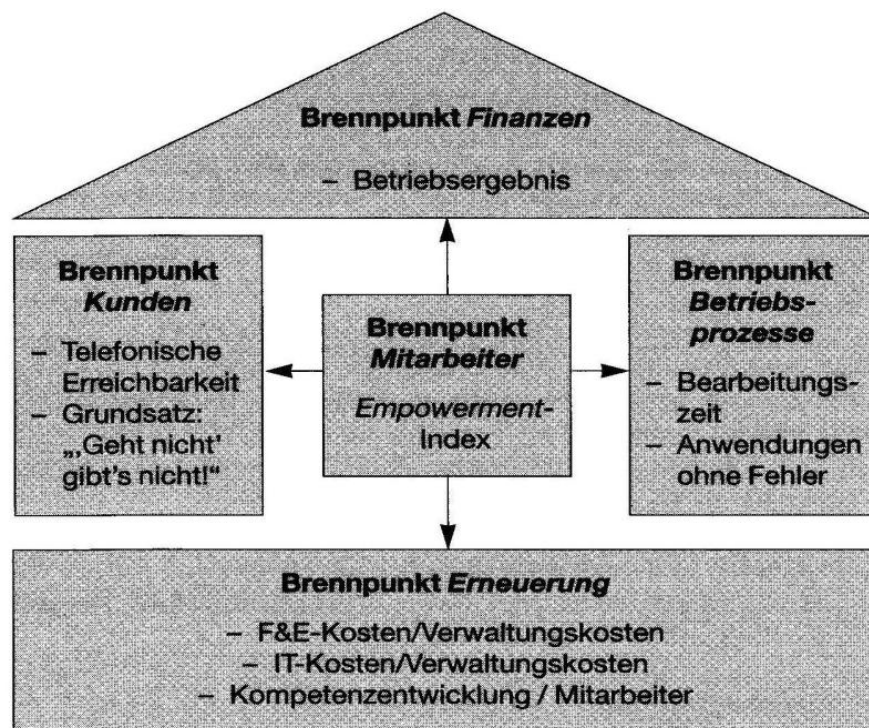 Brennpunkt Finanzen
– Betriebsergebnis
Brennpunkt
Kunden
– Telefonische
Erreichbarkeit
– Grundsatz:
„‚Geht nicht'
gibt's nicht!“
Brennpunkt
Mitarbeiter
Empowerment-
Index
Brennpunkt
Betriebs-
prozesse
– Bearbeitungs-
zeit
– Anwendungen
ohne Fehler
Brennpunkt Erneuerung
– F&E-Kosten/Verwaltungskosten
– IT-Kosten/Verwaltungskosten
– Kompetenzentwicklung / Mitarbeiter